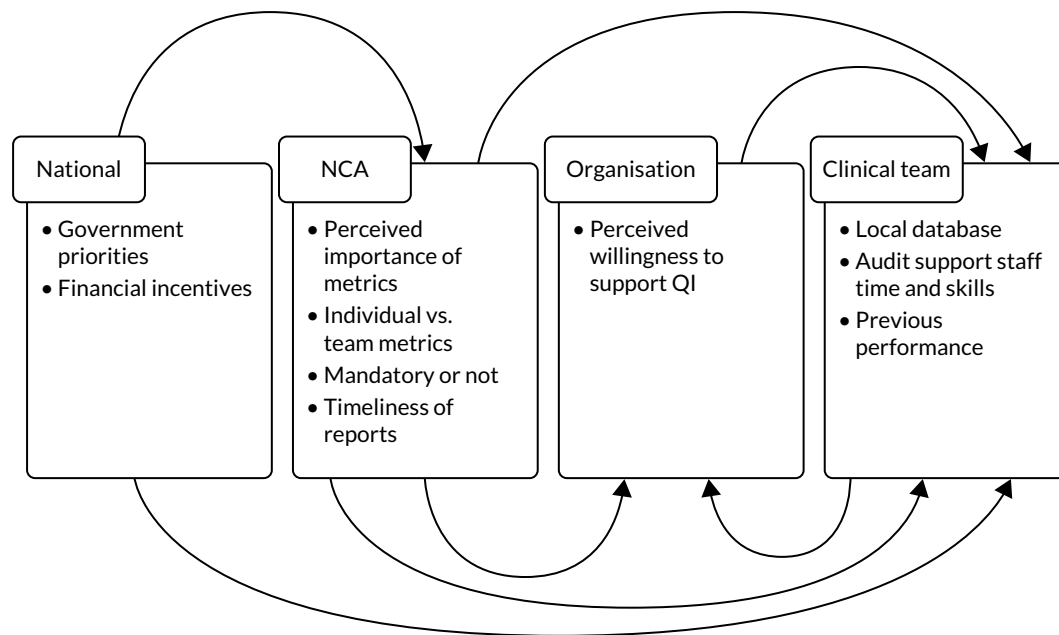 National
• Government
priorities
• Financial incentives
NCA
• Perceived
importance of
metrics
• Individual vs.
team metrics
• Mandatory or not
• Timeliness of
reports
Organisation
• Perceived
willingness to
support QI
Clinical team
• Local database
• Audit support staff
time and skills
• Previous
performance